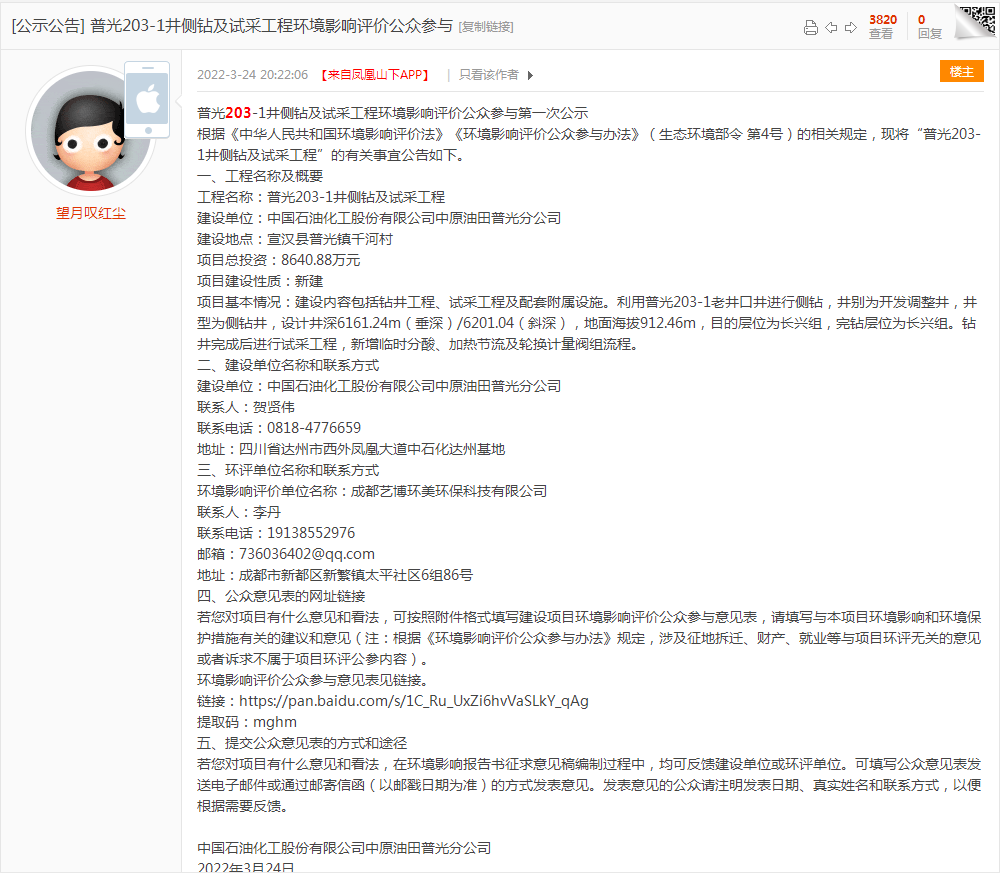 [公示公告] 普光203-1井侧钻及试采工程环境影响评价公众参与 [复制链接]
3820
查看
0
回复
2022-3-24 20:22:06 【来自凤凰山下APP】 | 只看该作者
楼主
望月叹红尘
普光203-1井侧钻及试采工程环境影响评价公众参与第一次公示
根据《中华人民共和国环境影响评价法》《环境影响评价公众参与办法》（生态环境部令 第4号）的相关规定，现将“普光203-
1井侧钻及试采工程”的有关事宜公告如下。
一、工程名称及概要
工程名称：普光203-1井侧钻及试采工程
建设单位：中国石油化工股份有限公司中原油田普光分公司
建设地点：宣汉县普光镇千河村
项目总投资：8640.88万元
项目建设性质：新建
项目基本情况：建设内容包括钻井工程、试采工程及配套附属设施。利用普光203-1老井口井进行侧钻，井别为开发调整井，井
型为侧钻井，设计井深6161.24m（垂深）/6201.04（斜深），地面海拔912.46m，目的层位为长兴组，完钻层位为长兴组。钻
井完成后进行试采工程，新增临时分酸、加热节流及轮换计量阀组流程。
二、建设单位名称和联系方式
建设单位：中国石油化工股份有限公司中原油田普光分公司
联系人：贺贤伟
联系电话：0818-4776659
地址：四川省达州市西外凤凰大道中石化达州基地
三、环评单位名称和联系方式
环境影响评价单位名称：成都艺博环美环保科技有限公司
联系人：李丹
联系电话：19138552976
邮箱：736036402@qq.com
地址：成都市新都区新繁镇太平社区6组86号
四、公众意见表的网址链接
若您对项目有什么意见和看法，可按照附件格式填写建设项目环境影响评价公众参与意见表，请填写与本项目环境影响和环境保
护措施有关的建议和意见（注：根据《环境影响评价公众参与办法》规定，涉及征地拆迁、财产、就业等与项目环评无关的意见
或者诉求不属于项目环评公参内容）。
环境影响评价公众参与意见表见链接。
链接：https://pan.baidu.com/s/1C_Ru_UxZi6hvVaSLkY_qAg
提取码：mghm
五、提交公众意见表的方式和途径
若您对项目有什么意见和看法，在环境影响报告书征求意见稿编制过程中，均可反馈建设单位或环评单位。可填写公众意见表发
送电子邮件或通过邮寄信函（以邮戳日期为准）的方式发表意见。发表意见的公众请注明发表日期、真实姓名和联系方式，以便
根据需要反馈。
中国石油化工股份有限公司中原油田普光分公司
2022年3月24日